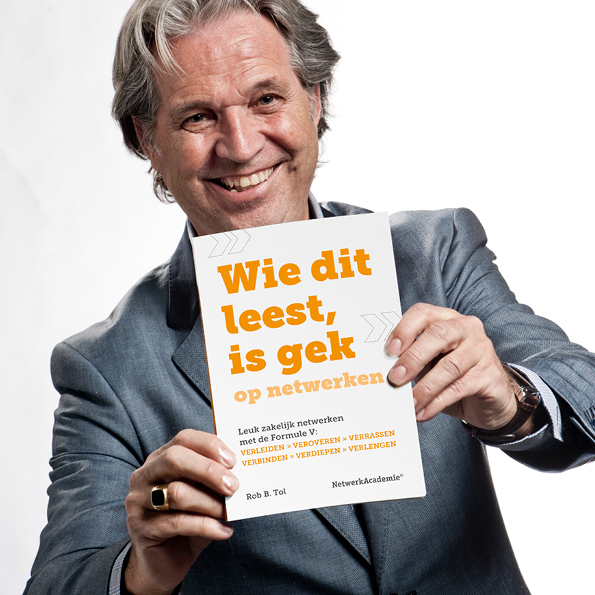 Wie dit
leest,
is gek
op netwerken
Leuk zakelijk netwerken
met de Formule V:
VERLEIDEN » VEROVEREN » VERRASSEN
VERBINDEN » VERDIEPEN » VERLENGEN
Rob B. Tol NetwerkAcademie®